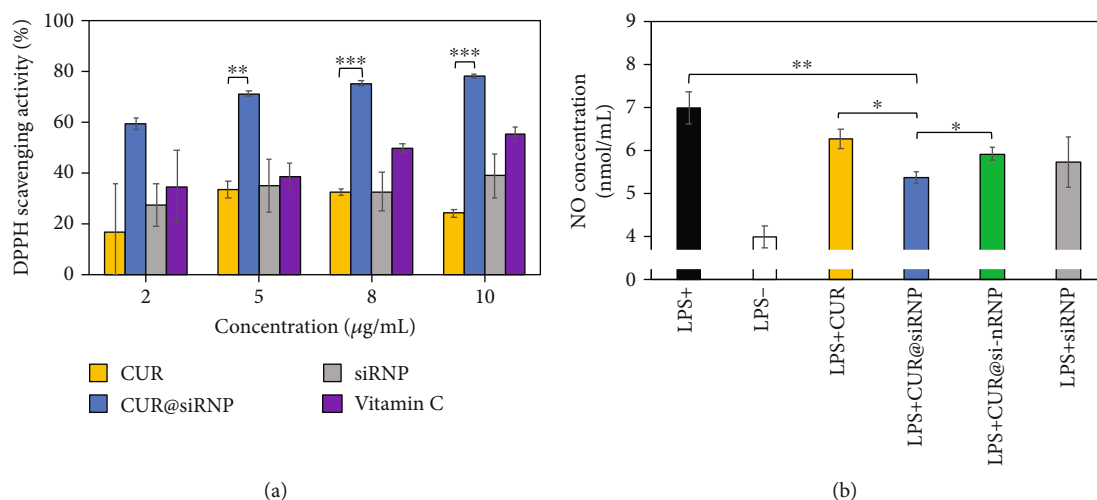 DPPH scavenging activity (%)
100
80
60
40
20
0
**
***
***
2
5
8
10
Concentration (μg/mL)
CUR
siRNP
CUR@siRNP
Vitamin C
(a)
NO concentration
(nmol/mL)
9
8
7
6
5
4
0
**
*
*
LPS+
LPS−
LPS+CUR
LPS+CUR@siRNP
LPS+CUR@si-nRNP
LPS+siRNP
(b)